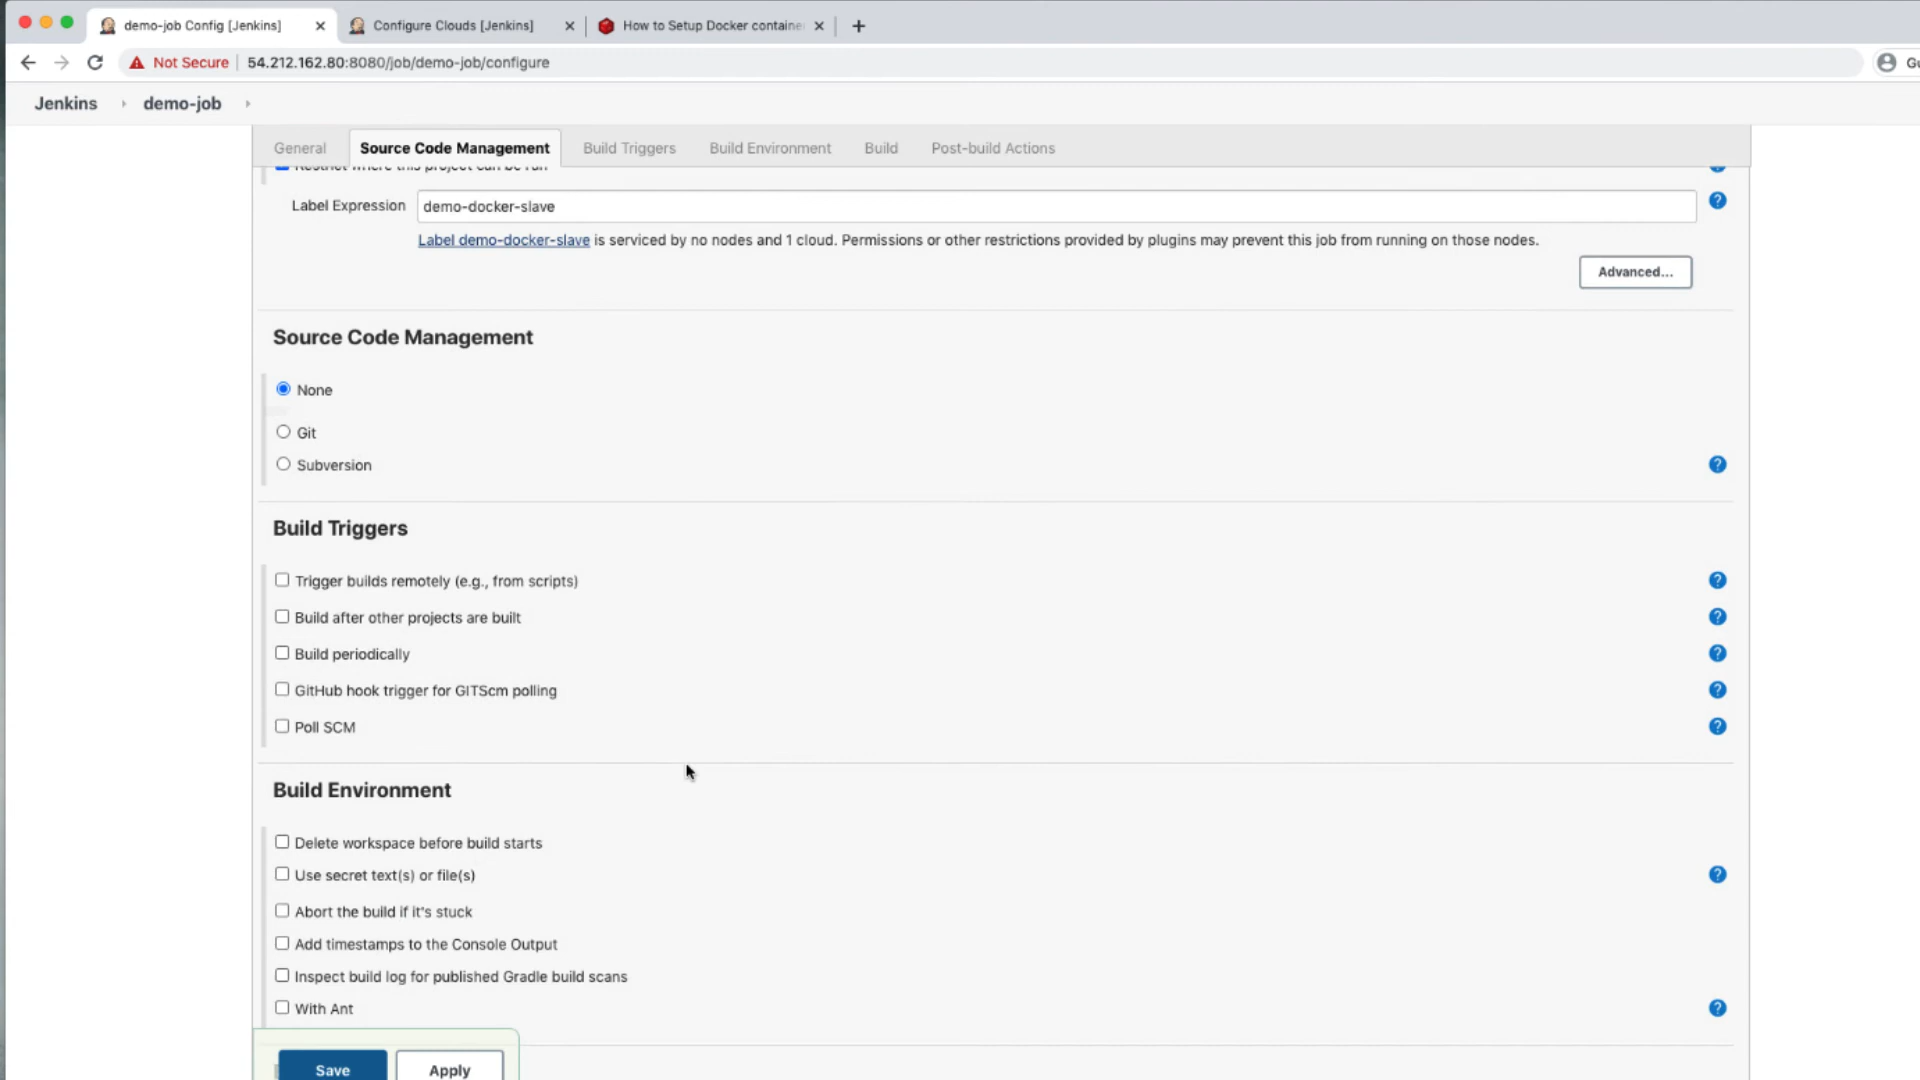 demo-job Config [Jenkins]
Configure Clouds [Jenkins]
How to Setup Docker containe
Not Secure
54.212.162.80:8080/job/demo-job/configure
Gu
Jenkins
demo-job
General
Source Code Management
Build Triggers
Build Environment
Build
Post-build Actions
Restrict where this project can be run
Label Expression
demo-docker-slave
Label demo-docker-slave is serviced by no nodes and 1 cloud. Permissions or other restrictions provided by plugins may prevent this job from running on those nodes.
Advanced...
Source Code Management
None
Git
Subversion
Build Triggers
Trigger builds remotely (e.g., from scripts)
Build after other projects are built
Build periodically
GitHub hook trigger for GITScm polling
Poll SCM
Build Environment
Delete workspace before build starts
Use secret text(s) or file(s)
Abort the build if it's stuck
Add timestamps to the Console Output
Inspect build log for published Gradle build scans
With Ant
Save
Apply